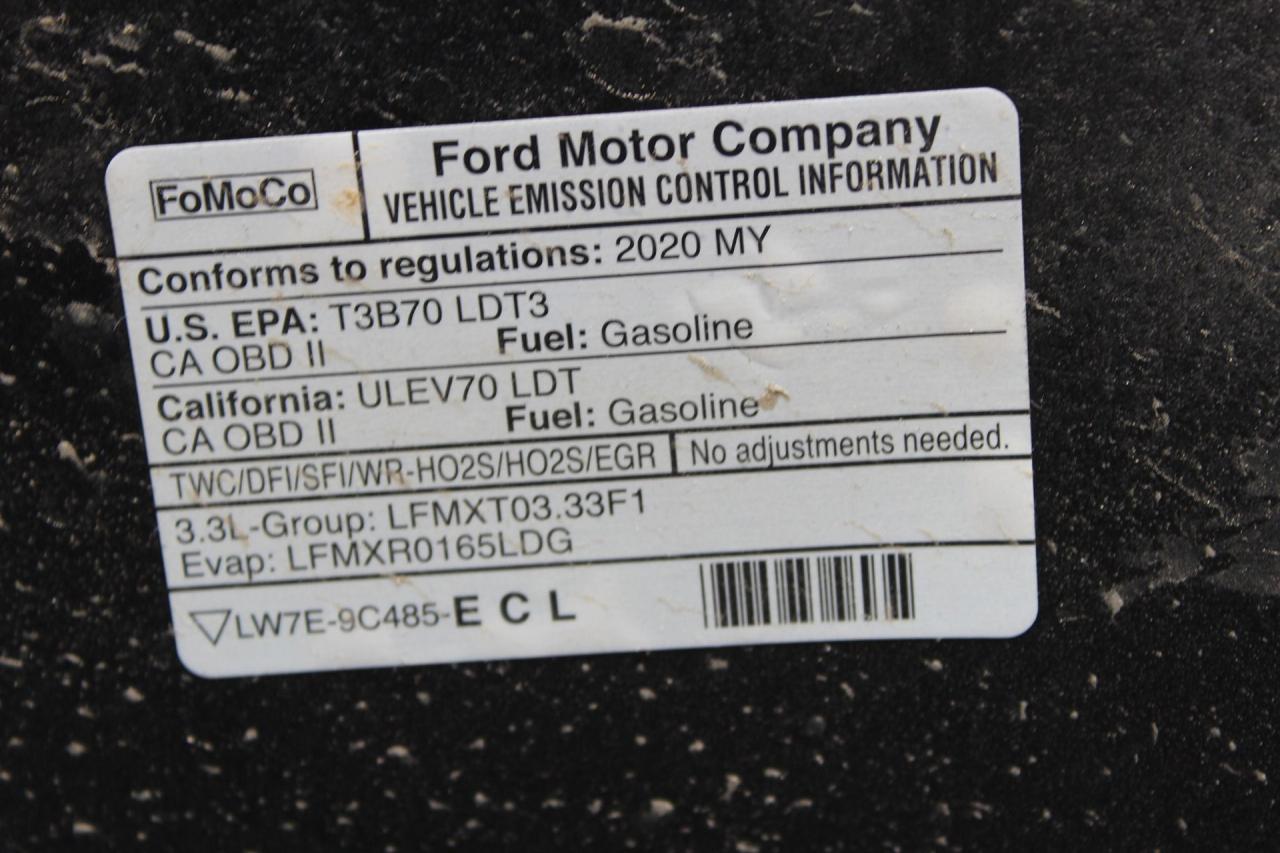 FoMoCo
Ford Motor Company
VEHICLE EMISSION CONTROL INFORMATION
Conforms to regulations: 2020 MY
U.S. EPA: T3B70 LDT3
CA OBD II Fuel: Gasoline
California: ULEV70 LDT
CA OBD II Fuel: Gasoline
TWC/DFI/SFI/WR-HO2S/HO2S/EGR No adjustments needed.
3.3L-Group: LFMXT03.33F1
Evap: LFMXR0165LDG
LW7E-9C485-E C L